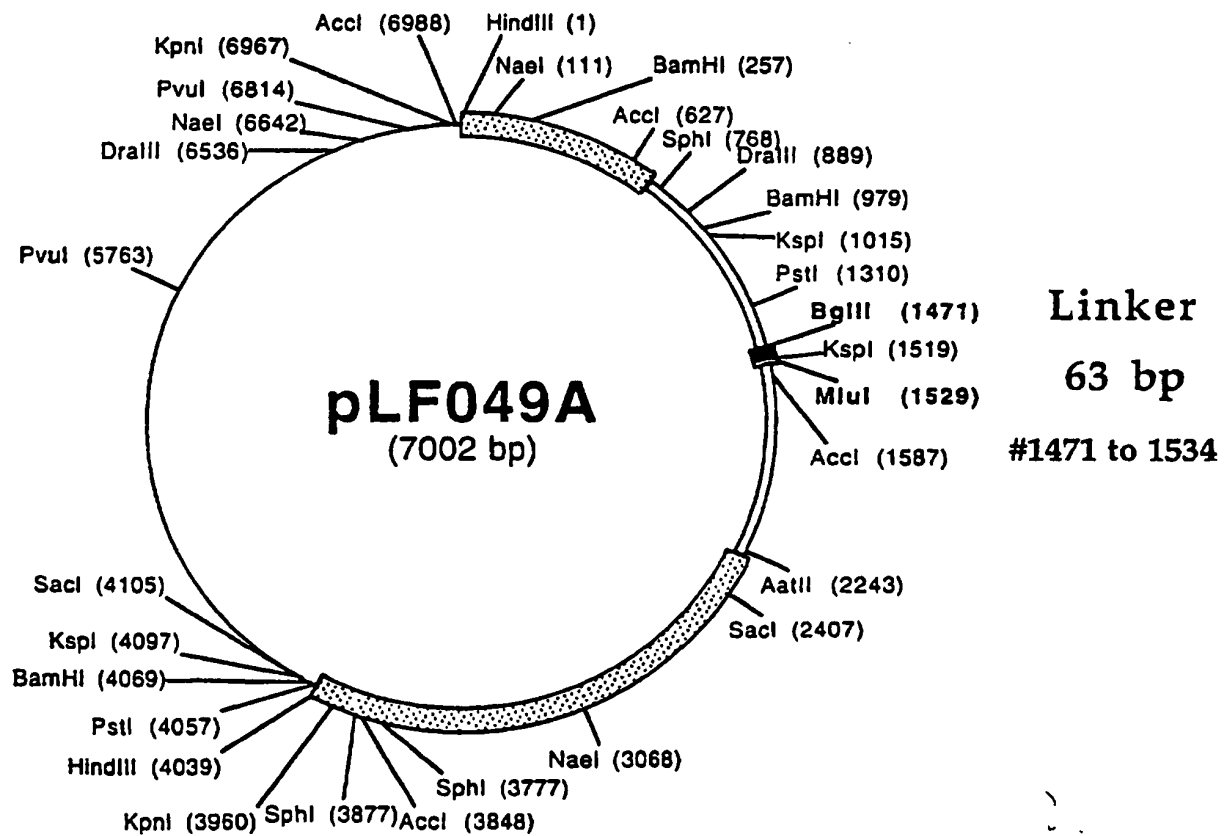 AccI (6988)
HindIII (1)
KpnI (6967)
NaeI (111)
BamHI (257)
PvuI (6814)
AccI (627)
NaeI (6642)
SphI (768)
DraIII (6536)
DraIII (889)
BamHI (979)
KspI (1015)
PvuI (5763)
PstI (1310)
BglII (1471)
KspI (1519)
MluI (1529)
AccI (1587)
Linker
63 bp
#1471 to 1534
pLF049A
(7002 bp)
AatII (2243)
SacI (2407)
SacI (4105)
KspI (4097)
BamHI (4069)
PstI (4057)
HindIII (4039)
NaeI (3068)
SphI (3777)
KpnI (3960)
SphI (3877)
AccI (3848)